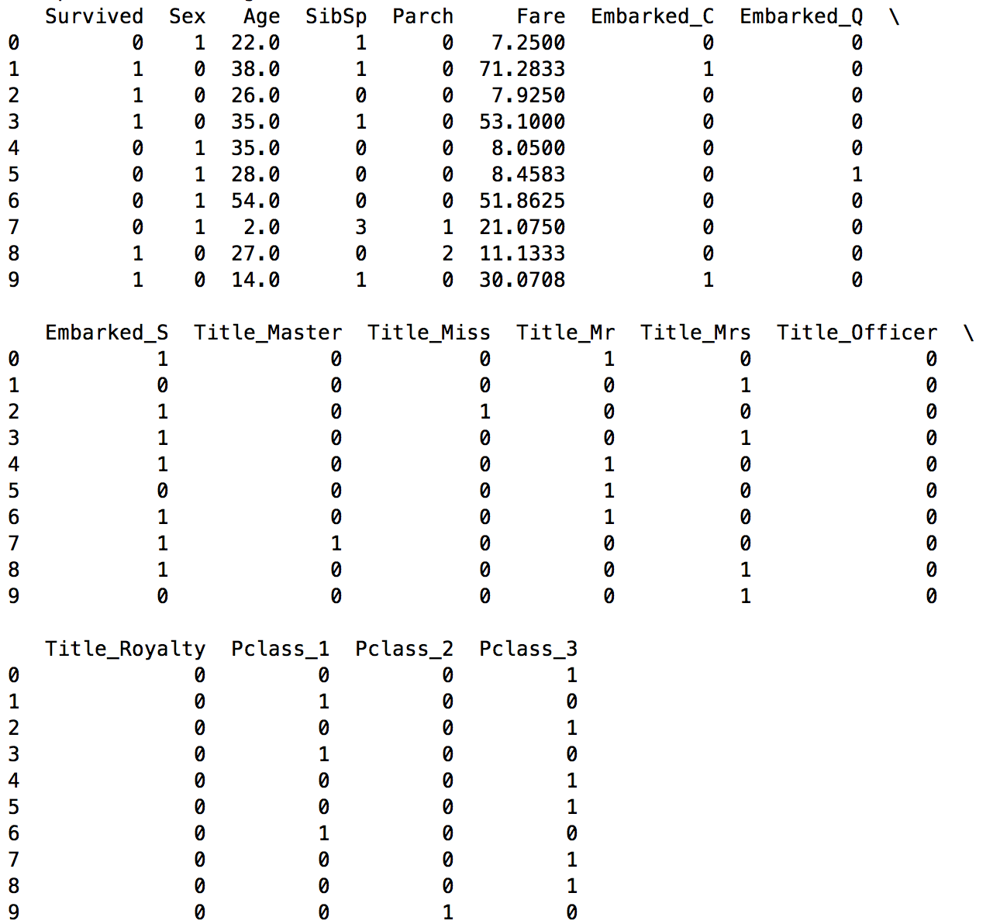 Survived  Sex   Age  SibSp  Parch     Fare  Embarked_C  Embarked_Q  \
0         0    1  22.0      1      0   7.2500           0           0
1         1    0  38.0      1      0  71.2833           1           0
2         1    0  26.0      0      0   7.9250           0           0
3         1    0  35.0      1      0  53.1000           0           0
4         0    1  35.0      0      0   8.0500           0           0
5         0    1  28.0      0      0   8.4583           0           1
6         0    1  54.0      0      0  51.8625           0           0
7         0    1   2.0      3      1  21.0750           0           0
8         1    0  27.0      0      2  11.1333           0           0
9         1    0  14.0      1      0  30.0708           1           0

   Embarked_S  Title_Master  Title_Miss  Title_Mr  Title_Mrs  Title_Officer  \
0           1             0           0         1          0              0
1           0             0           0         0          1              0
2           1             0           1         0          0              0
3           1             0           0         0          1              0
4           1             0           0         1          0              0
5           0             0           0         1          0              0
6           1             0           0         1          0              0
7           1             1           0         0          0              0
8           1             0           0         0          1              0
9           0             0           0         0          1              0

   Title_Royalty  Pclass_1  Pclass_2  Pclass_3
0              0         0         0         1
1              0         1         0         0
2              0         0         0         1
3              0         1         0         0
4              0         0         0         1
5              0         0         0         1
6              0         1         0         0
7              0         0         0         1
8              0         0         0         1
9              0         0         1         0